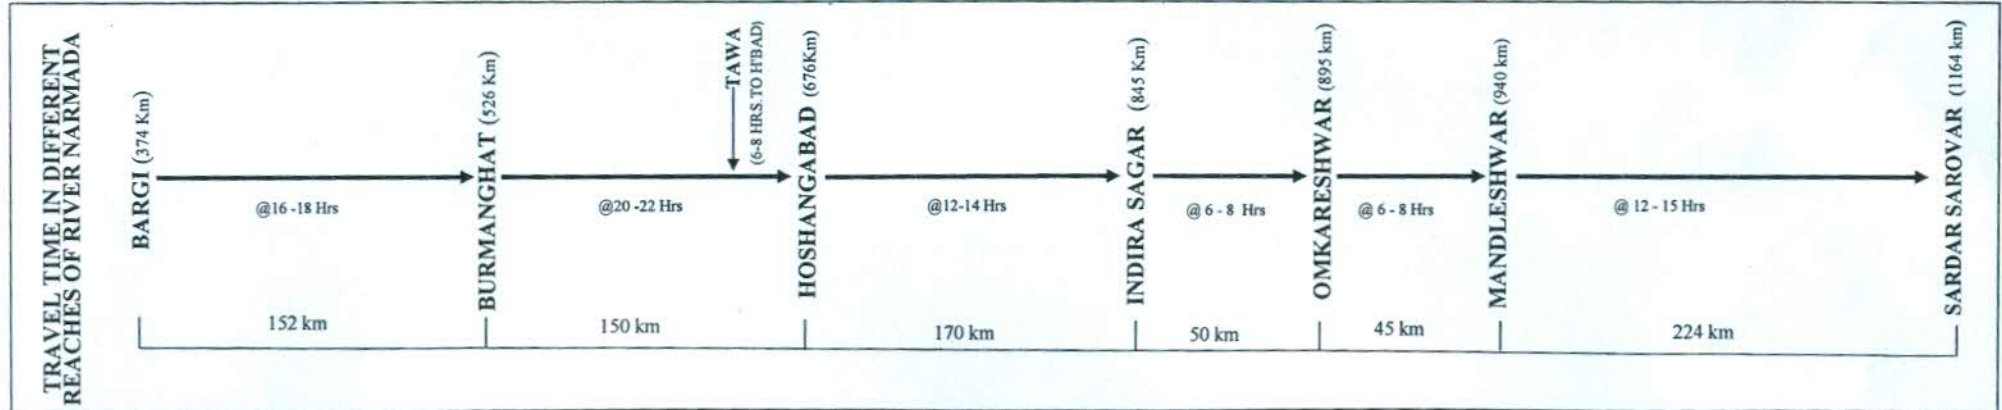 TRAVEL TIME IN DIFFERENT
REACHES OF RIVER NARMADA
BARGI (374 Km)
BURMANGHAT (526 Km)
TAWA
(6-8 HRS.TO H'BAD)
HOSHANGABAD (676Km)
INDIRA SAGAR (845 Km)
OMKARESHWAR (895 km)
MANDLESHWAR (940 km)
SARDAR SAROVAR (1164 km)
@16 -18 Hrs
@20 -22 Hrs
@12-14 Hrs
@ 6 - 8 Hrs
@ 6 - 8 Hrs
@ 12 - 15 Hrs
152 km
150 km
170 km
50 km
45 km
224 km